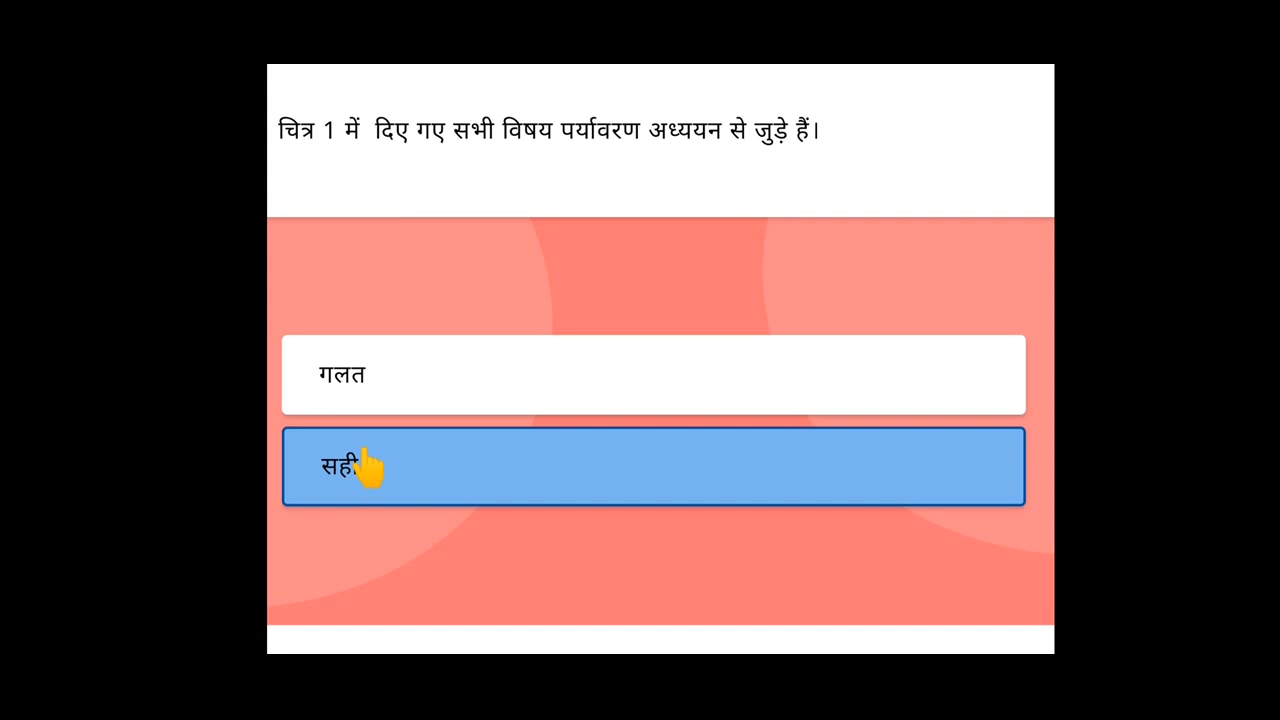 चित्र 1 में दिए गए सभी विषय पर्यावरण अध्ययन से जुड़े हैं।
गलत
सही